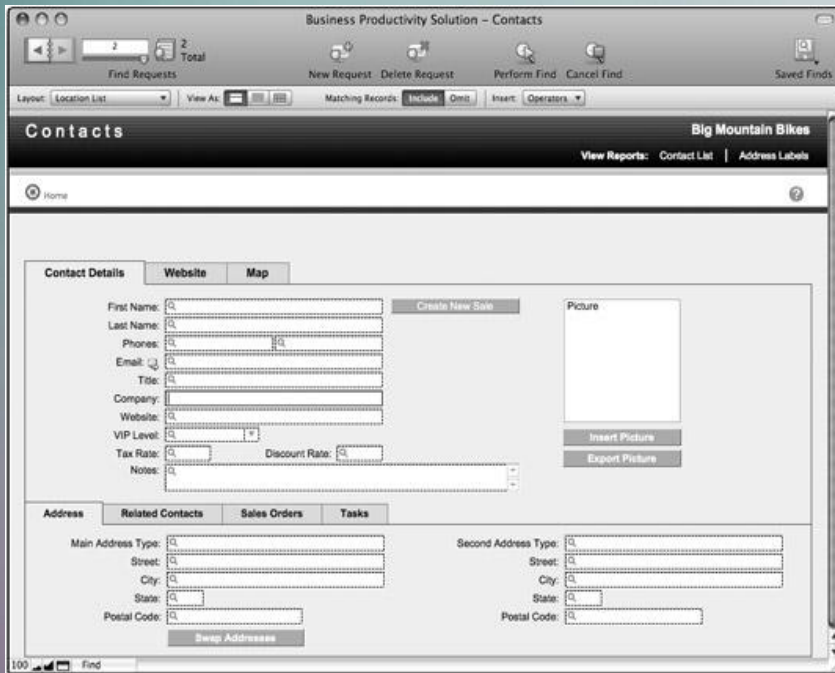 Business Productivity Solution – Contacts
2
2
Total
Find Requests
New Request Delete Request
Perform Find Cancel Find
Saved Finds
Layout: Location List
View As:
Matching Records: Include Omit
Insert: Operators
Contacts
Big Mountain Bikes
View Reports: Contact List | Address Labels
Home
?
Contact Details Website Map
First Name:
Create New Sale
Picture
Last Name:
Phones:
Email:
Title:
Company:
Website:
VIP Level:
Insert Picture
Tax Rate: Discount Rate:
Export Picture
Notes:
Address Related Contacts Sales Orders Tasks
Main Address Type: Second Address Type:
Street: Street:
City: City:
State: State:
Postal Code: Postal Code:
Swap Addresses
100 Find